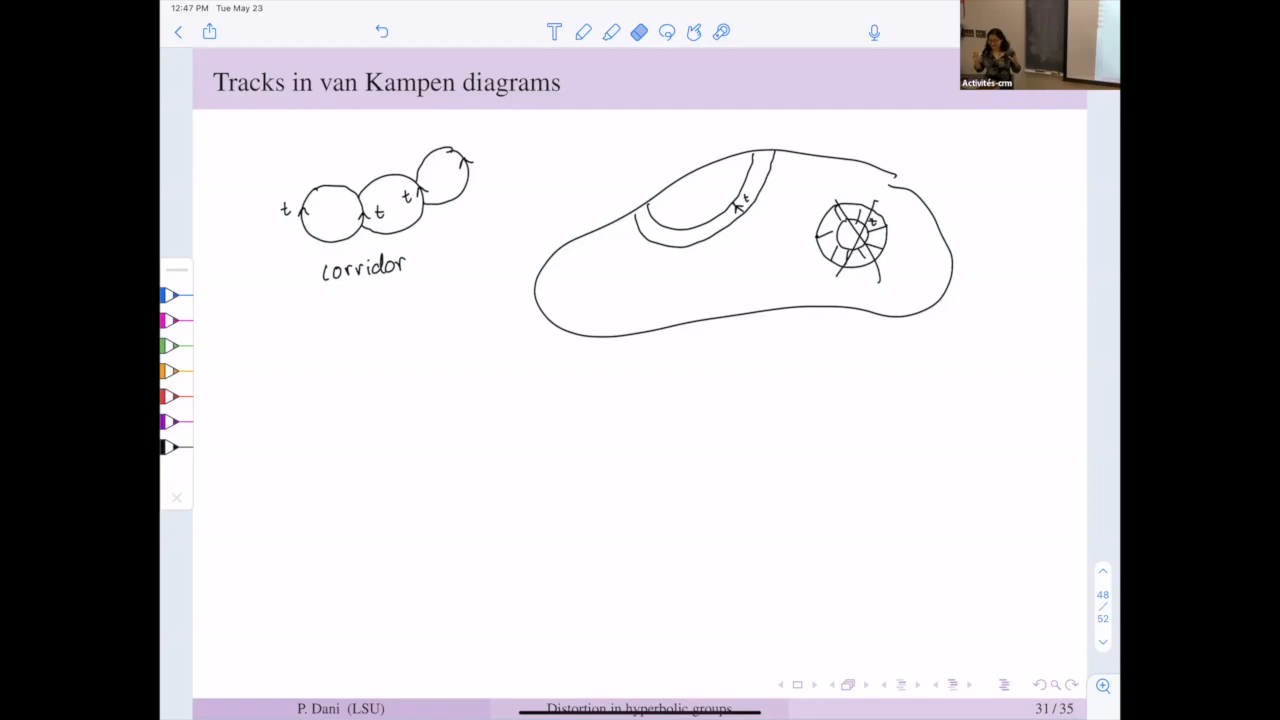 12:47 PM Tue May 23
Activités-crm
Tracks in van Kampen diagrams
t t t
corridor
t
t
48
/
52
P. Dani (LSU) Distortion in hyperbolic groups 31 / 35